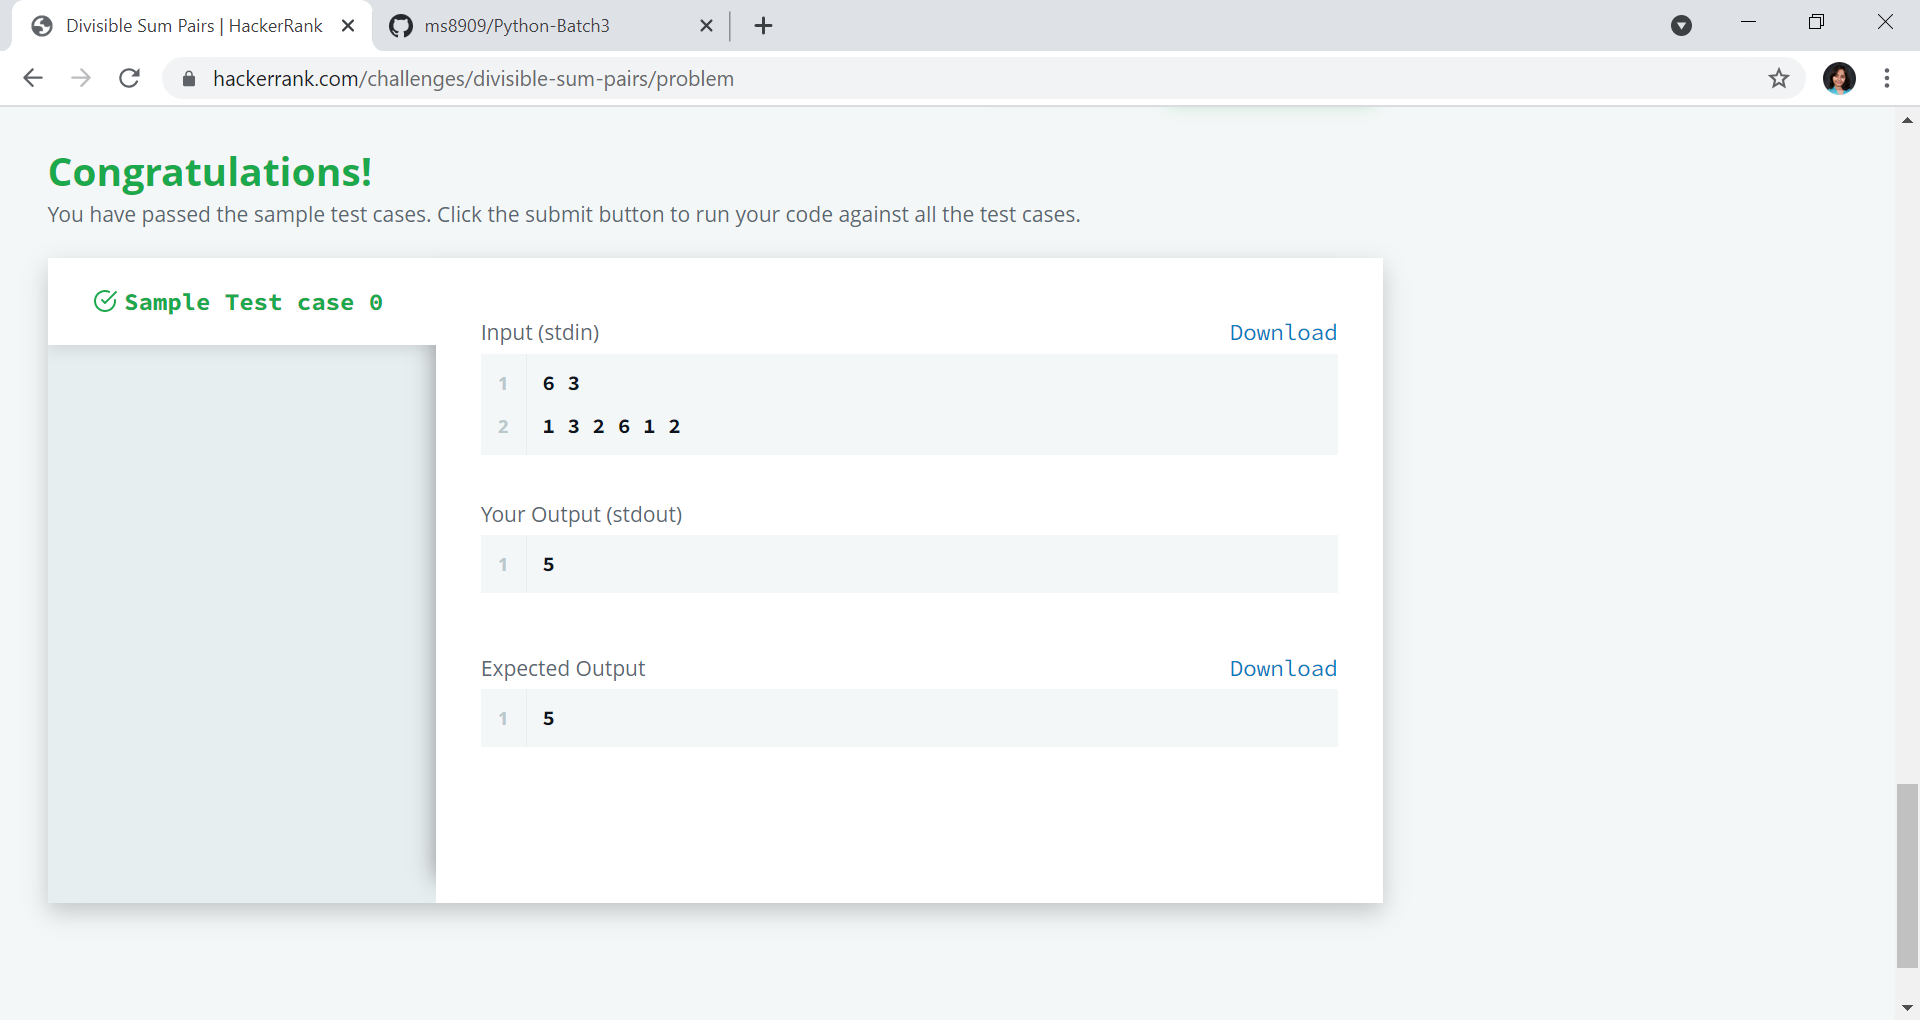 Divisible Sum Pairs | HackerRank
ms8909/Python-Batch3
hackerrank.com/challenges/divisible-sum-pairs/problem
Congratulations!
You have passed the sample test cases. Click the submit button to run your code against all the test cases.
Sample Test case 0
Input (stdin)
Download
1 6 3
2 1 3 2 6 1 2
Your Output (stdout)
1 5
Expected Output
Download
1 5